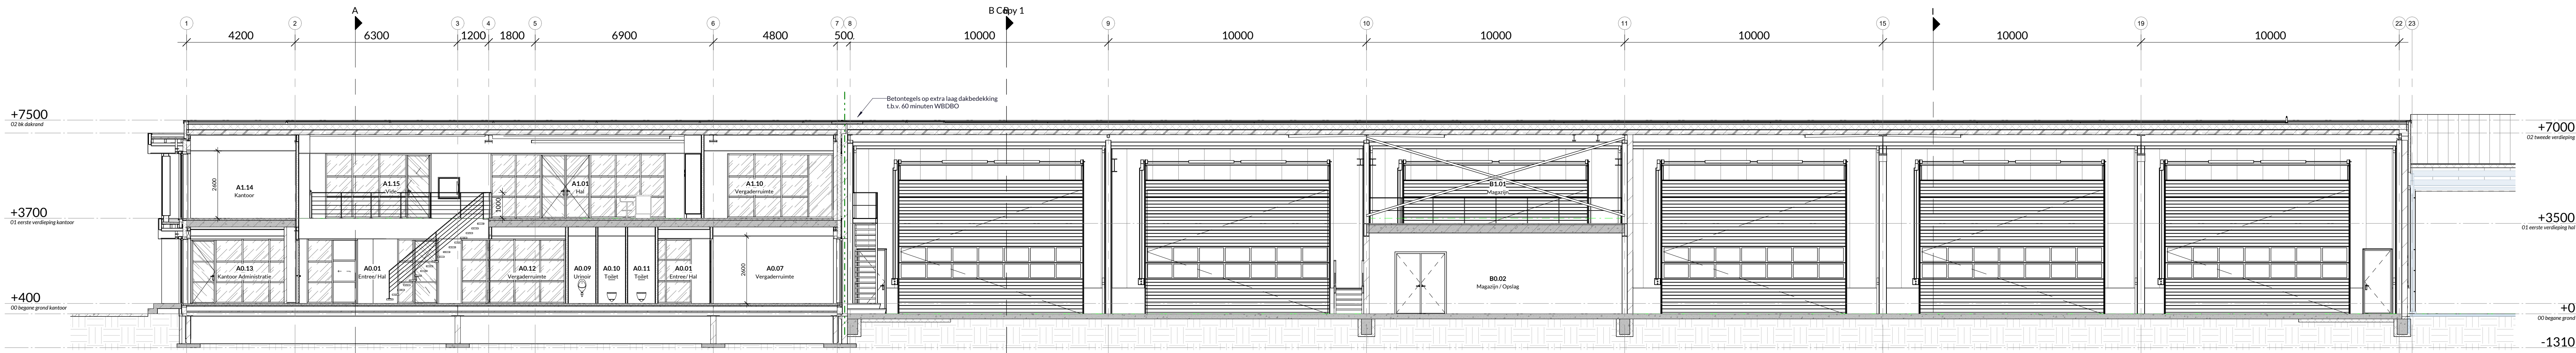 A
B Copy 1
B
I
1
2
3
4
5
6
7
8
9
10
11
15
19
22
23
4200
6300
1200
1800
6900
4800
500
10000
10000
10000
10000
10000
10000
Betontegels op extra laag dakbedekking
t.b.v. 60 minuten WBDBO
+7500
02 bk dakrand
+7000
02 tweede verdieping
2600
A1.14
Kantoor
A1.15
Vide
A1.01
Hal
A1.10
Vergaderruimte
B1.01
Magazijn
1000
+3700
01 eerste verdieping kantoor
+3500
01 eerste verdieping hal
A0.13
Kantoor Administratie
A0.01
Entree/ Hal
A0.12
Vergaderruimte
A0.09
Urinoir
A0.10
Toilet
A0.11
Toilet
A0.01
Entree/ Hal
2600
A0.07
Vergaderruimte
B0.02
Magazijn / Opslag
+400
00 begane grond kantoor
+0
00 begane grond
-1310